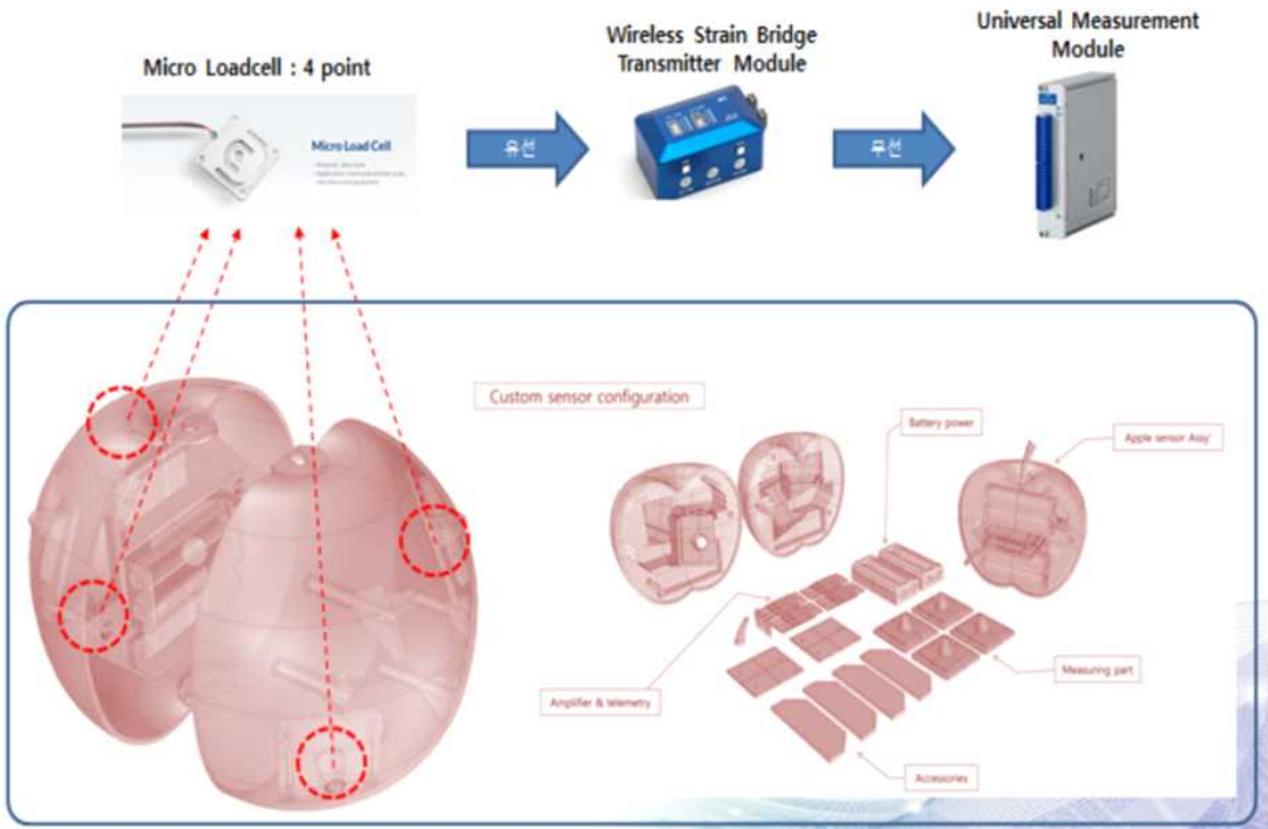 Micro Loadcell : 4 point
Wireless Strain Bridge
Transmitter Module
Universal Measurement
Module
Micro Load Cell
유선
무선
Custom sensor configuration
Battery power
Apple sensor Assy'
Amplifier & telemetry
Measuring part
Accessories